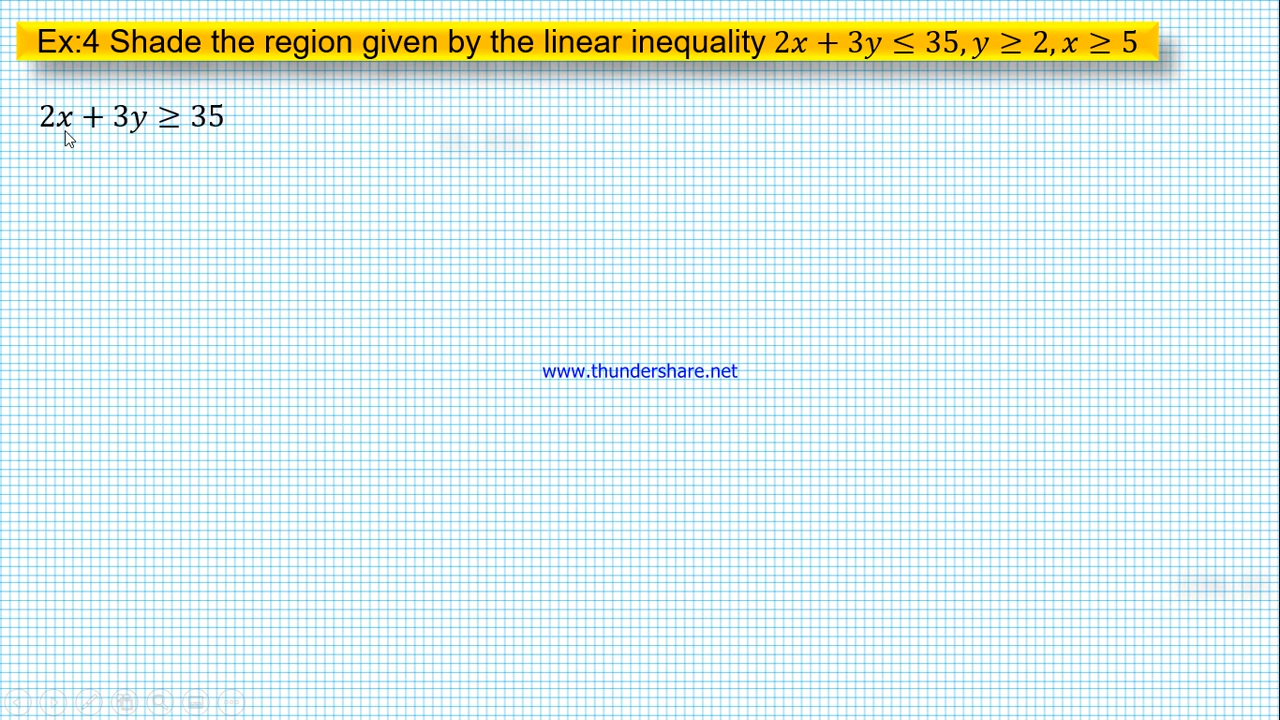 Ex:4 Shade the region given by the linear inequality 2x + 3y ≤ 35, y ≥ 2, x ≥ 5
2x + 3y ≥ 35
www.thundershare.net